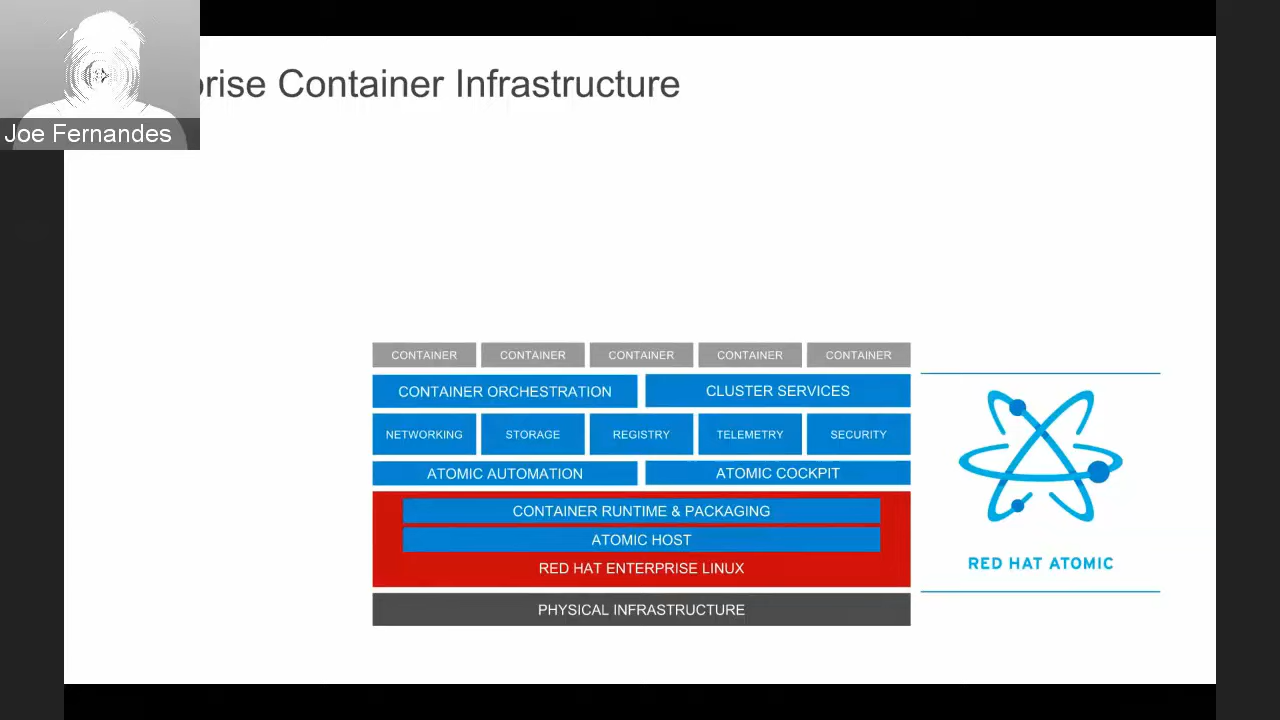 prise Container Infrastructure
Joe Fernandes
CONTAINER CONTAINER CONTAINER CONTAINER CONTAINER
CONTAINER ORCHESTRATION CLUSTER SERVICES
NETWORKING STORAGE REGISTRY TELEMETRY SECURITY
ATOMIC AUTOMATION ATOMIC COCKPIT
CONTAINER RUNTIME & PACKAGING
ATOMIC HOST
RED HAT ENTERPRISE LINUX
PHYSICAL INFRASTRUCTURE
RED HAT ATOMIC